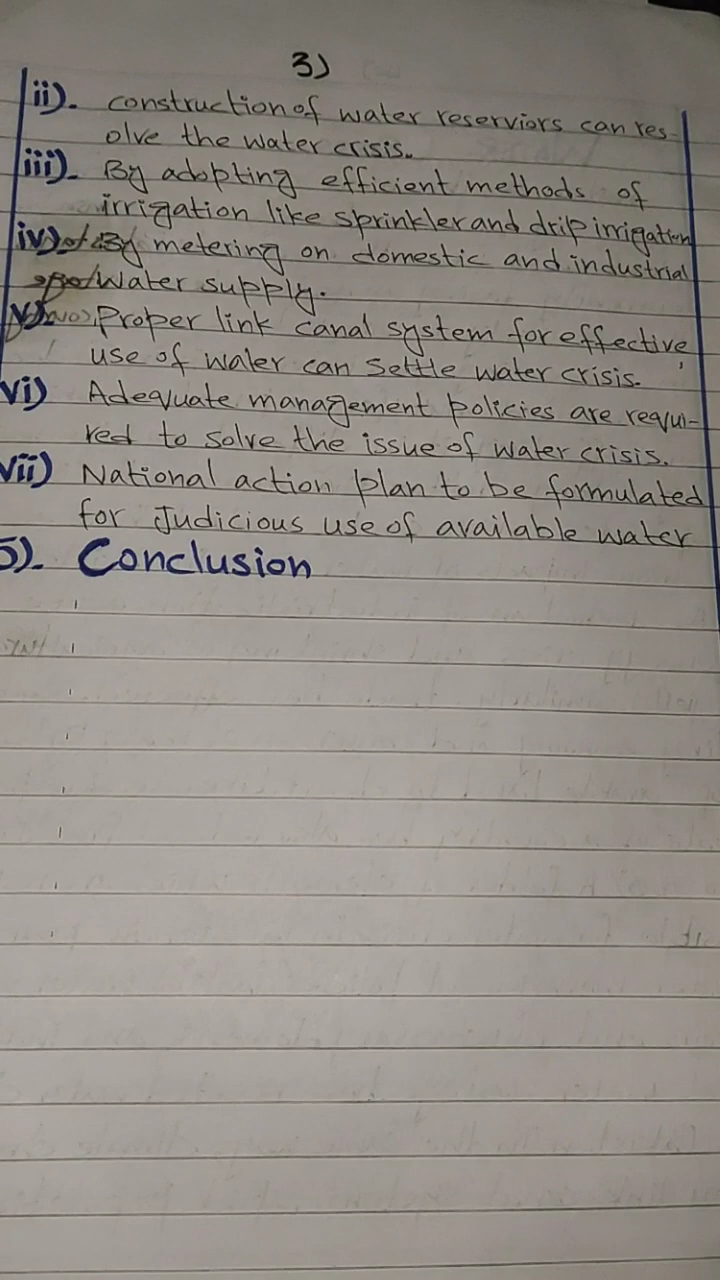 3)
ii). construction of water reserviors can res-
olve the water crisis.
iii). By adopting efficient methods of
irrigation like sprinkler and drip irrigation
iv) By metering on domestic and industrial
water supply.
v). Proper link canal system for effective
use of water can settle water crisis.
vi) Adequate management policies are requi-
red to solve the issue of water crisis.
vii) National action plan to be formulated
for Judicious use of available water
5). Conclusion